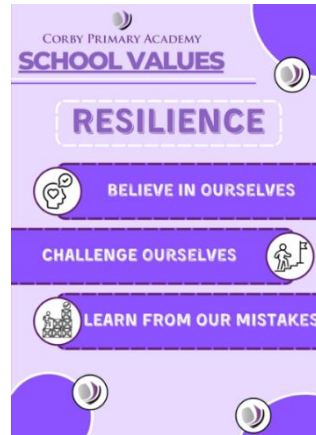 CORBY PRIMARY ACADEMY
SCHOOL VALUES
RESILIENCE
BELIEVE IN OURSELVES
CHALLENGE OURSELVES
LEARN FROM OUR MISTAKES